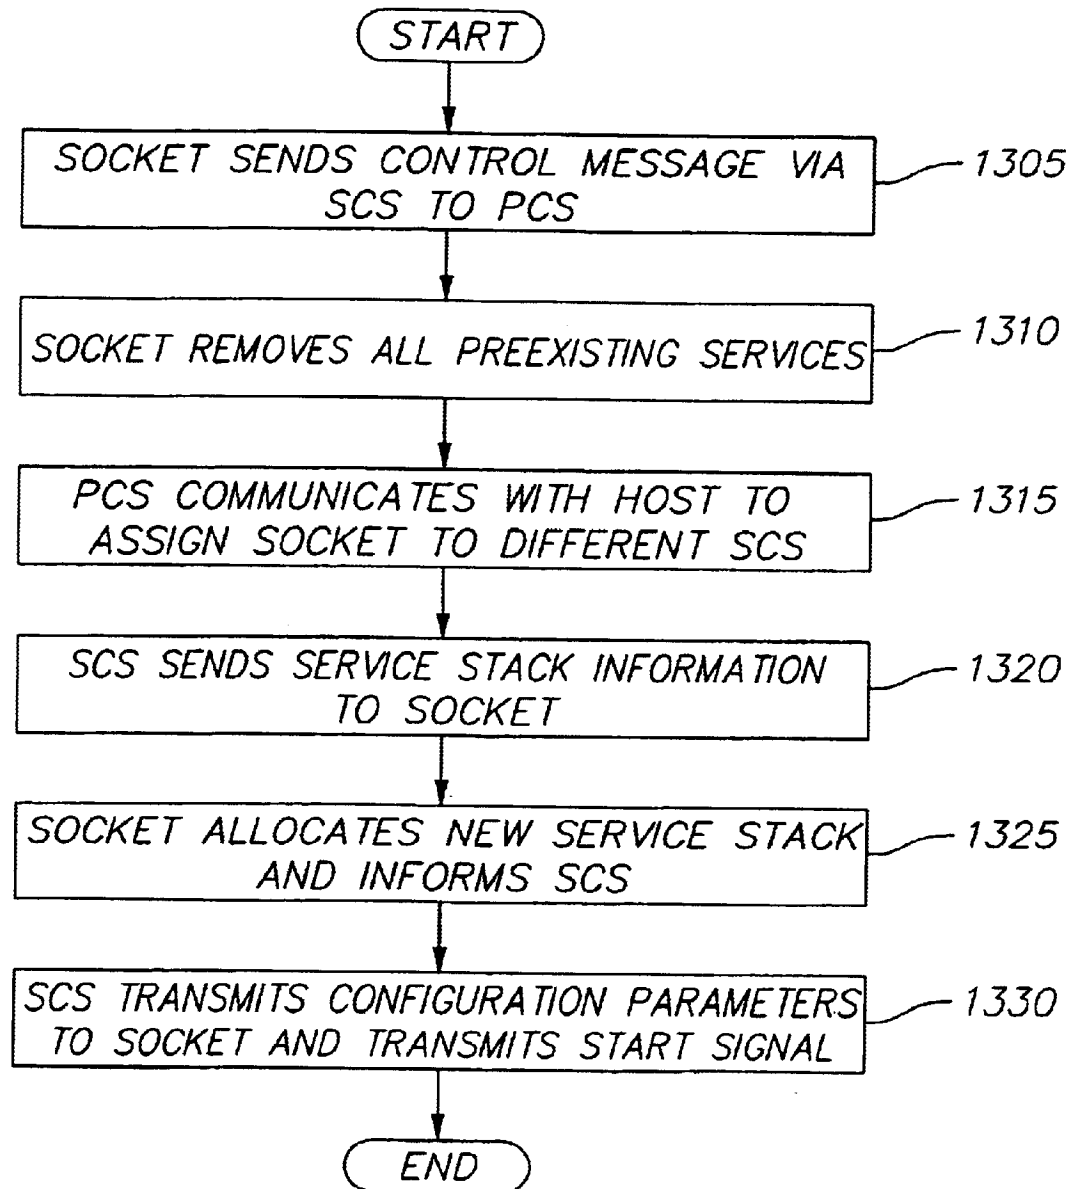 START
SOCKET SENDS CONTROL MESSAGE VIA
SCS TO PCS
1305
SOCKET REMOVES ALL PREEXISTING SERVICES
1310
PCS COMMUNICATES WITH HOST TO
ASSIGN SOCKET TO DIFFERENT SCS
1315
SCS SENDS SERVICE STACK INFORMATION
TO SOCKET
1320
SOCKET ALLOCATES NEW SERVICE STACK
AND INFORMS SCS
1325
SCS TRANSMITS CONFIGURATION PARAMETERS
TO SOCKET AND TRANSMITS START SIGNAL
1330
END